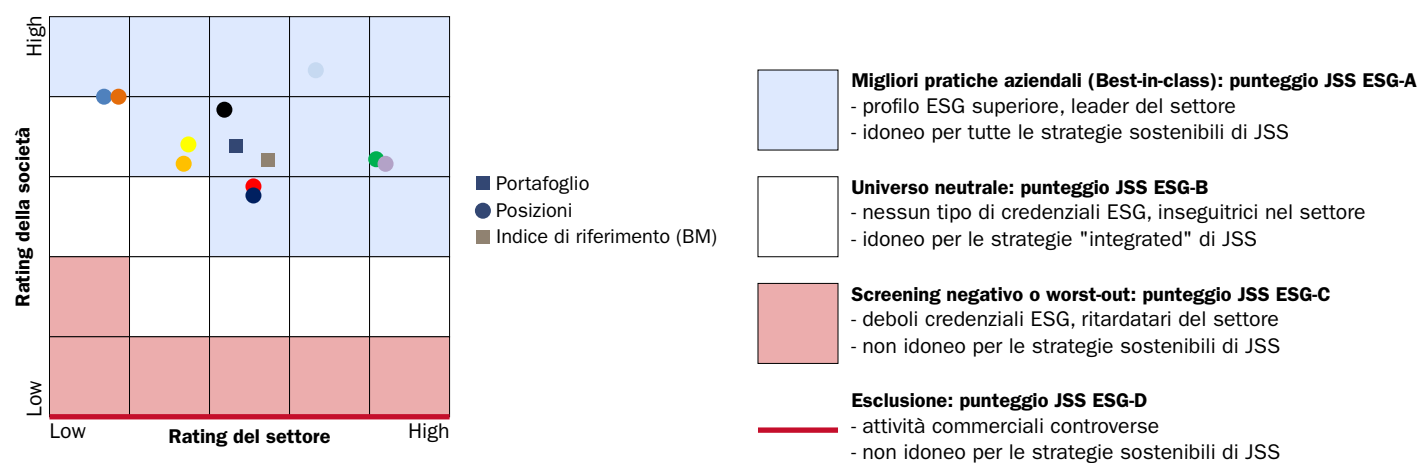 High
Rating della società
Low
Low
Rating del settore
High
Portafoglio
Posizioni
Indice di riferimento (BM)
Migliori pratiche aziendali (Best-in-class): punteggio JSS ESG-A
- profilo ESG superiore, leader del settore
- idoneo per tutte le strategie sostenibili di JSS
Universo neutrale: punteggio JSS ESG-B
- nessun tipo di credenziali ESG, inseguitrici nel settore
- idoneo per le strategie "integrated" di JSS
Screening negativo o worst-out: punteggio JSS ESG-C
- deboli credenziali ESG, ritardatari del settore
- non idoneo per le strategie sostenibili di JSS
Esclusione: punteggio JSS ESG-D
- attività commerciali controverse
- non idoneo per le strategie sostenibili di JSS